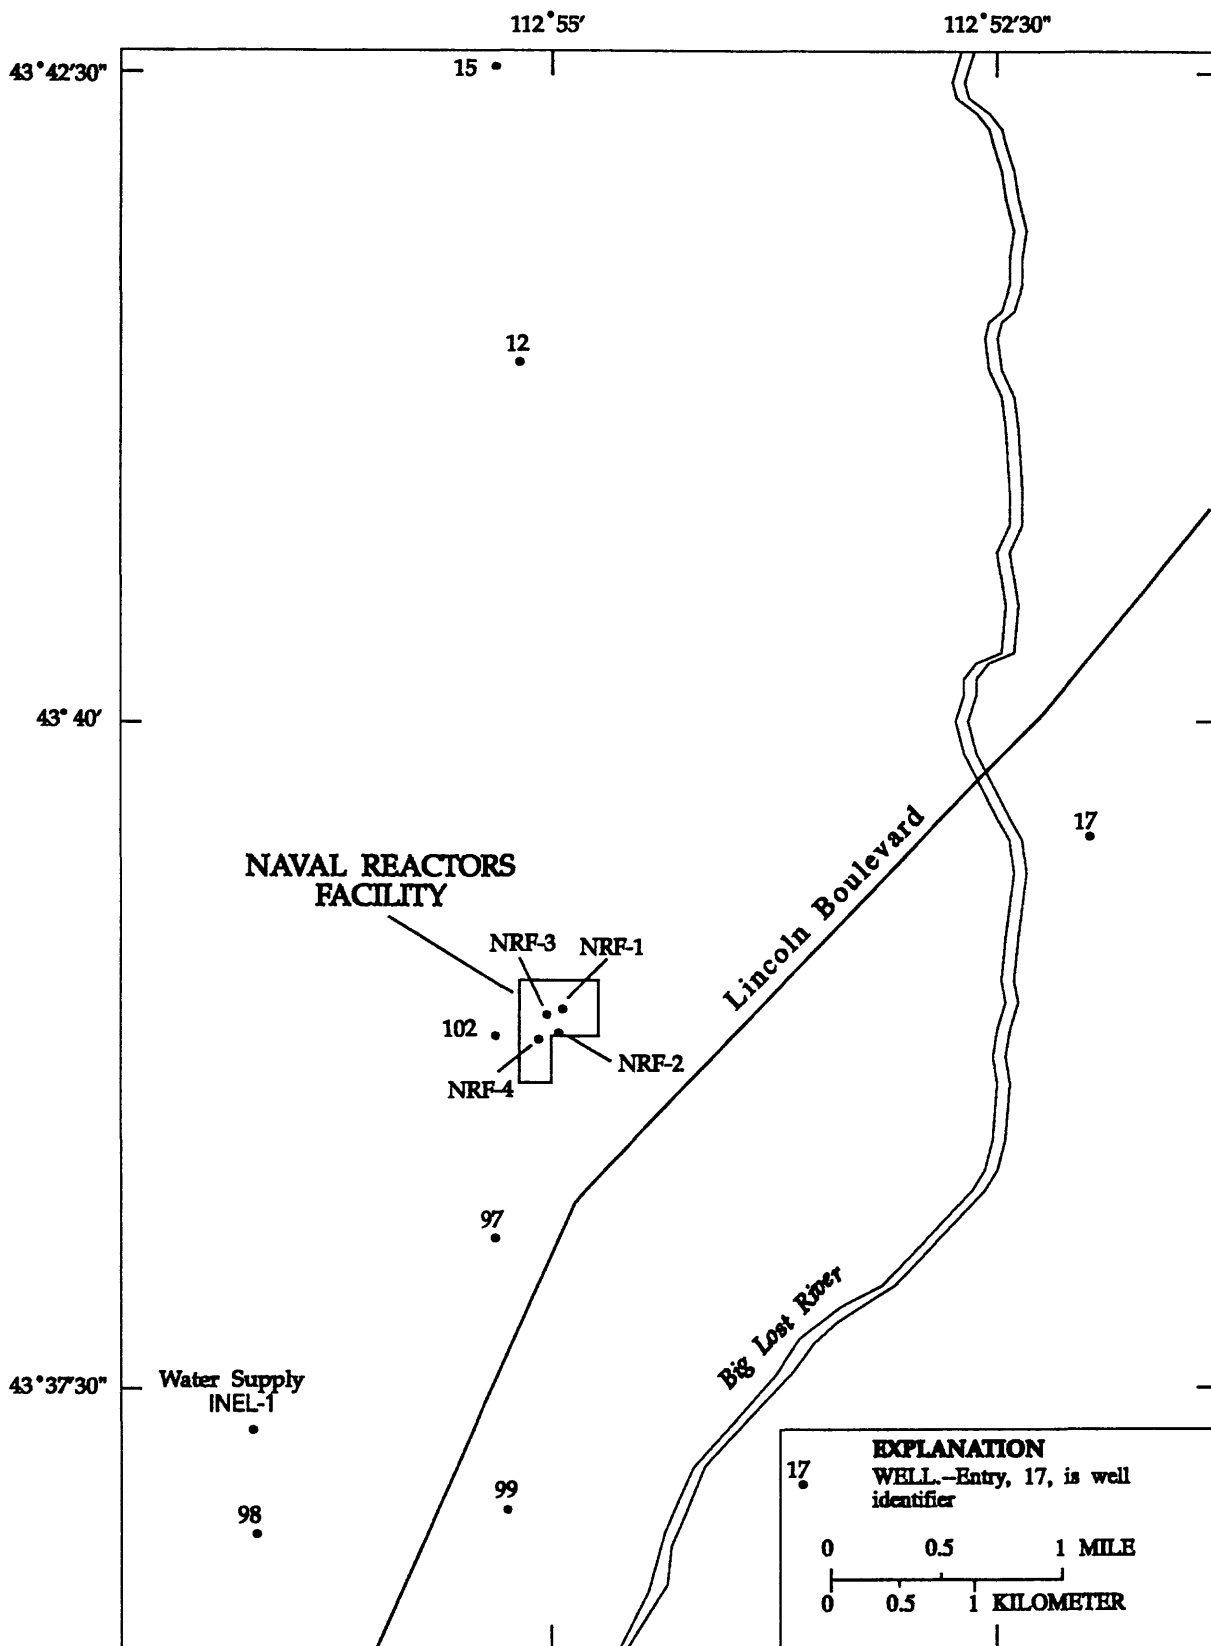 112°55′
112°52′30″
43°42′30″
15
12
43°40′
17
Lincoln Boulevard
NAVAL REACTORS
FACILITY
NRF-3
NRF-1
102
NRF-2
NRF-4
97
Big Lost River
43°37′30″
Water Supply
INEL-1
99
98
EXPLANATION
17
WELL.–Entry, 17, is well
identifier
0 0.5 1 MILE
0 0.5 1 KILOMETER